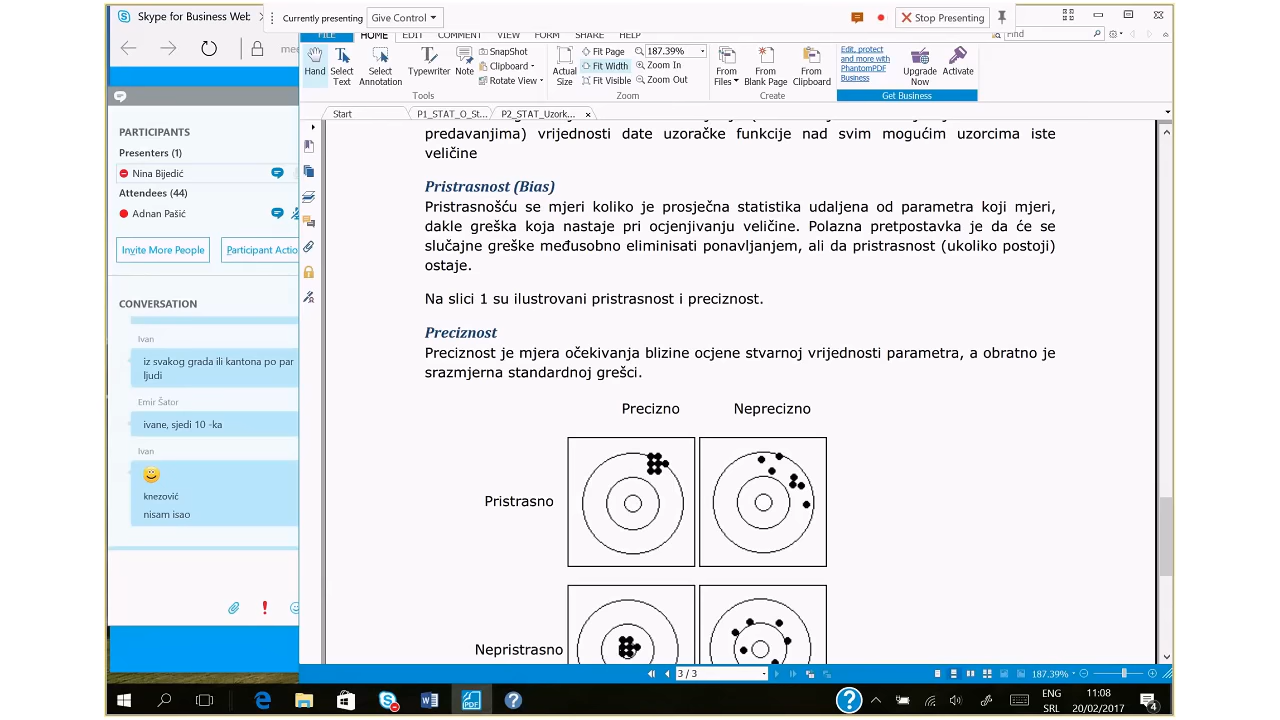 Skype for Business Web
Currently presenting
Give Control
Stop Presenting
FILE
HOME
EDIT
COMMENT
VIEW
FORM
SHARE
HELP
Find
Hand
Select
Text
Select
Annotation
Typewriter
Note
SnapShot
Clipboard
Rotate View
Tools
Actual
Size
Fit Page
Fit Width
Fit Visible
187.39%
Zoom In
Zoom Out
Zoom
From
Files
From
Blank Page
From
Clipboard
Create
Edit, protect
and more with
PhantomPDF
Business
Upgrade
Now
Activate
Get Business
Start
P1_STAT_O_St...
P2_STAT_Uzork...
PARTICIPANTS
Presenters (1)
Nina Bijedić
Attendees (44)
Adnan Pašić
Invite More People
Participant Actio
CONVERSATION
Ivan
iz svakog grada ili kantona po par
ljudi
Emir Šator
ivane, sjedi 10 -ka
Ivan
knezović
nisam isao
predavanjima) vrijednosti date uzoračke funkcije nad svim mogućim uzorcima iste
veličine
Pristrasnost (Bias)
Pristrasnošću se mjeri koliko je prosječna statistika udaljena od parametra koji mjeri,
dakle greška koja nastaje pri ocjenjivanju veličine. Polazna pretpostavka je da će se
slučajne greške međusobno eliminisati ponavljanjem, ali da pristrasnost (ukoliko postoji)
ostaje.
Na slici 1 su ilustrovani pristrasnost i preciznost.
Preciznost
Preciznost je mjera očekivanja blizine ocjene stvarnoj vrijednosti parametra, a obratno je
srazmjerna standardnoj grešci.
Precizno
Neprecizno
Pristrasno
Nepristrasno
3 / 3
187.39%
ENG
SRL
11:08
20/02/2017
4